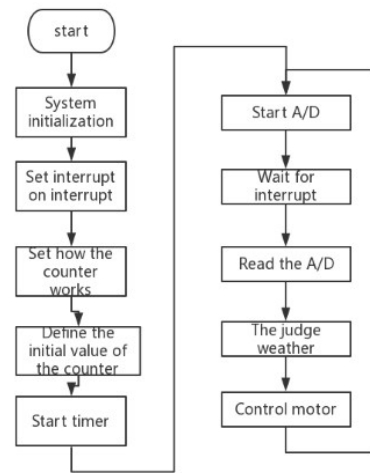 start
System
initialization
Set interrupt
on interrupt
Set how the
counter
works
Define the
initial value of
the counter
Start timer
Start A/D
Wait for
interrupt
Read the A/D
The judge
weather
Control motor